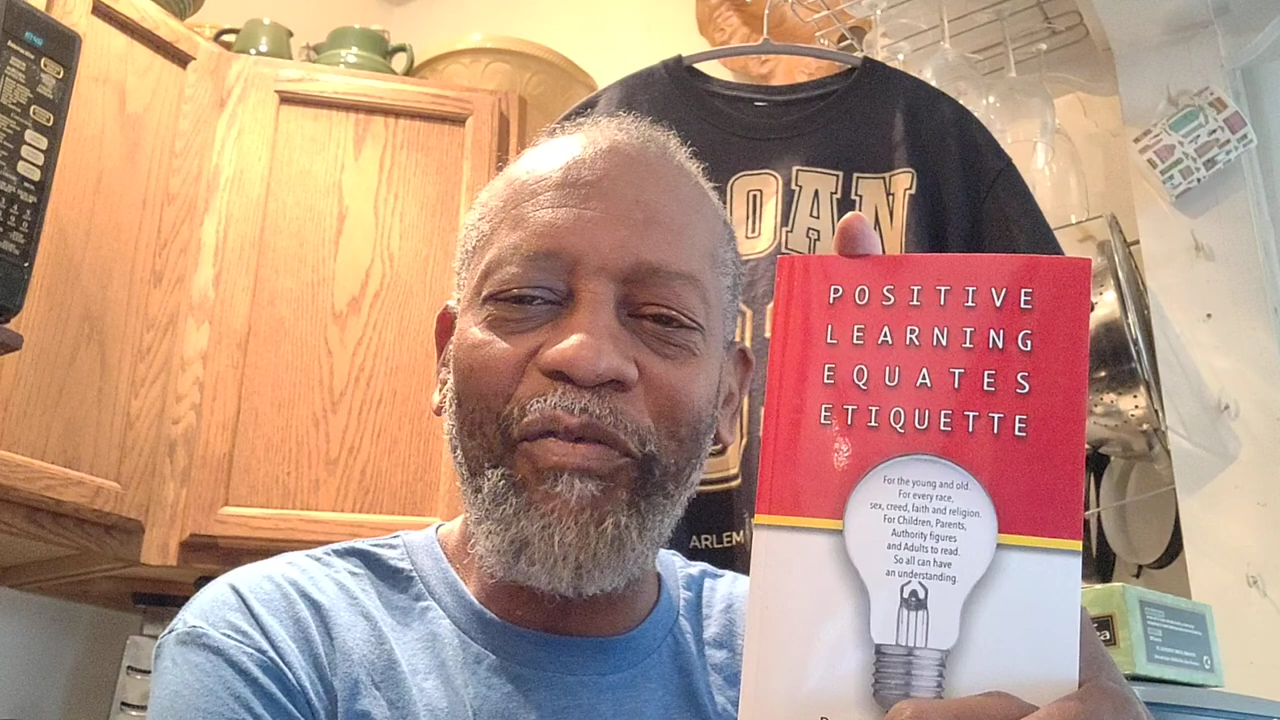 OAN
ARLEM
POSITIVE
LEARNING
EQUATES
ETIQUETTE
For the young and old.
For every race,
sex, creed, faith and religion.
For Children, Parents,
Authority figures
and Adults to read.
So all can have
an understanding.